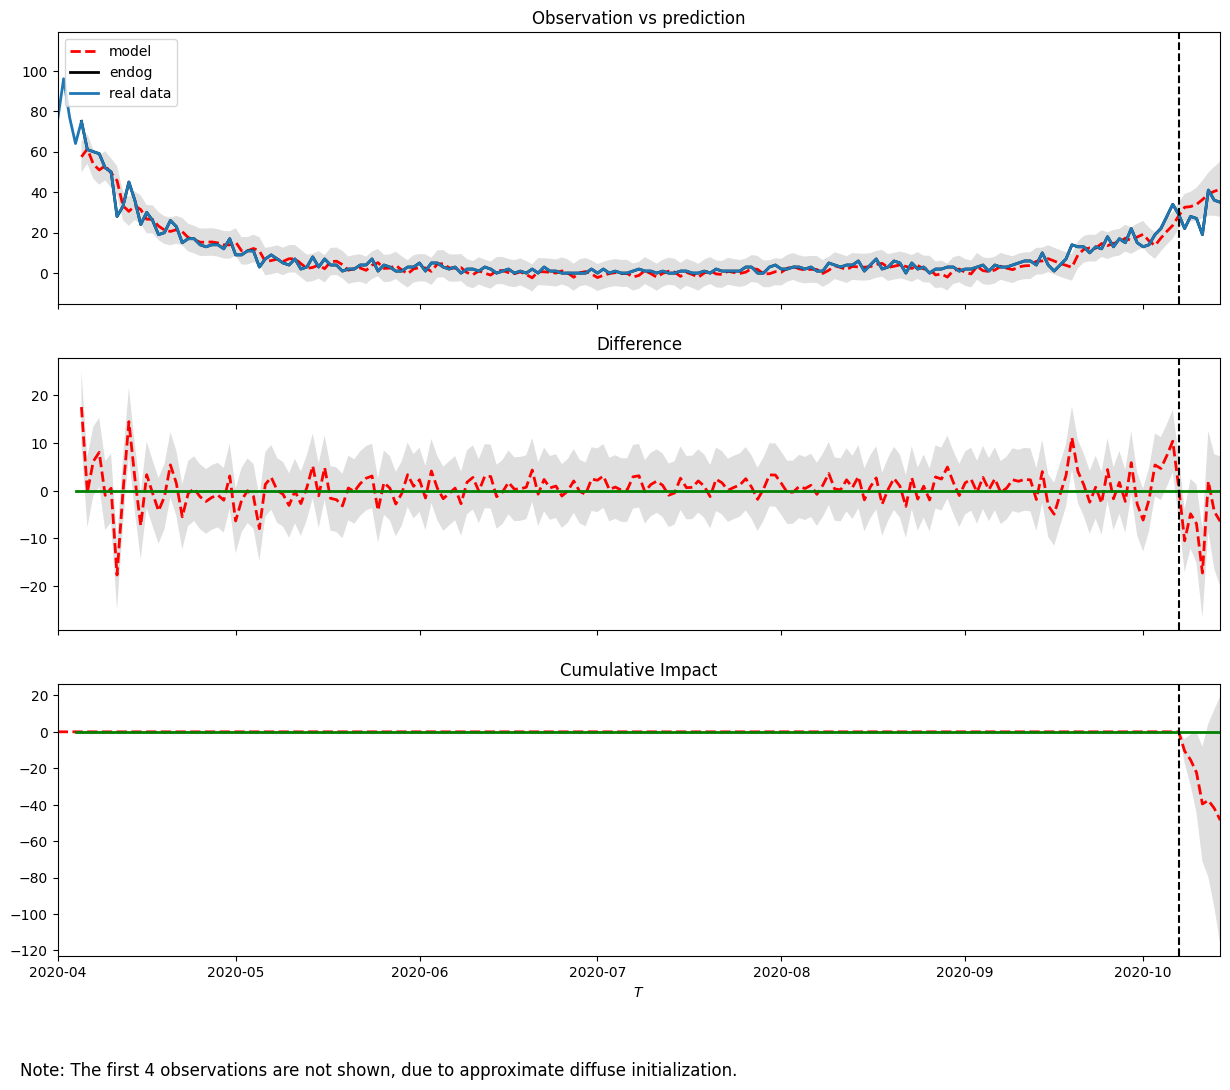 Observation vs prediction
model
endog
real data
100
80
60
40
20
0
Difference
20
10
0
−10
−20
Cumulative Impact
20
0
−20
−40
−60
−80
−100
−120
2020-04 2020-05 2020-06 2020-07 2020-08 2020-09 2020-10
T
Note: The first 4 observations are not shown, due to approximate diffuse initialization.